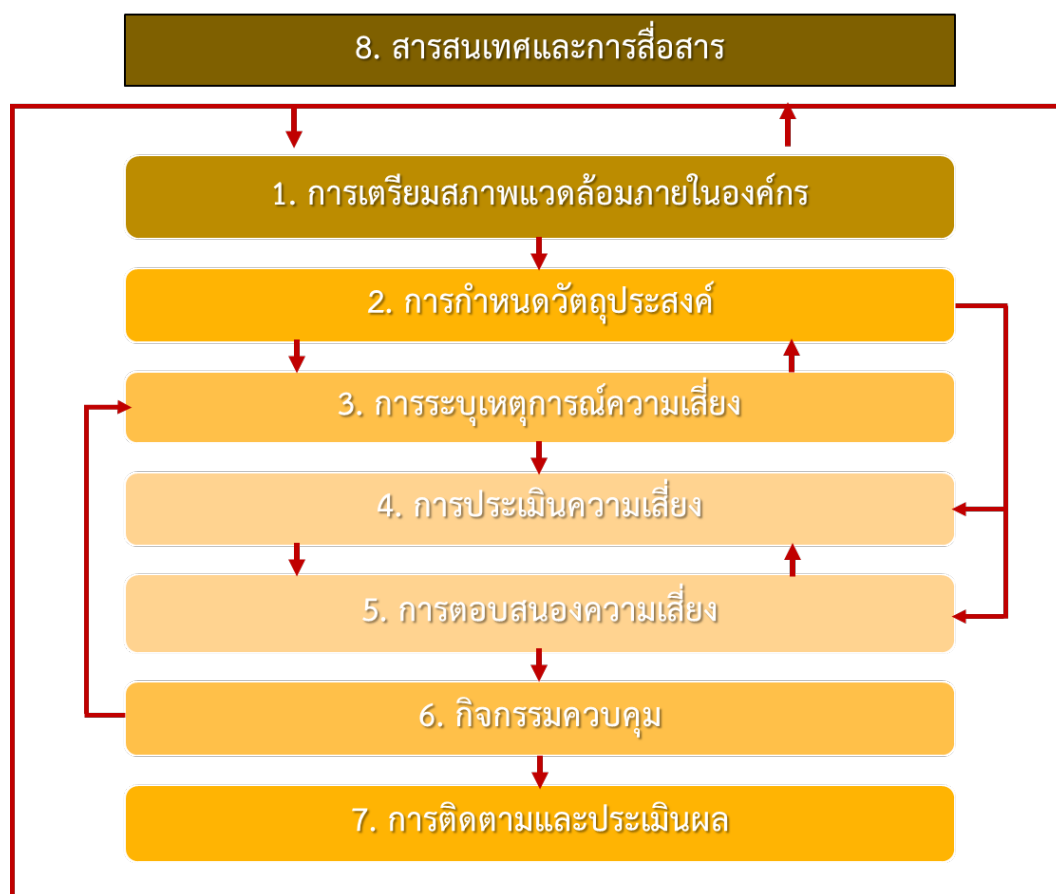 8. สารสนเทศและการสื่อสาร
1. การเตรียมสภาพแวดล้อมภายในองค์กร
2. การกำหนดวัตถุประสงค์
3. การระบุเหตุการณ์ความเสี่ยง
4. การประเมินความเสี่ยง
5. การตอบสนองความเสี่ยง
6. กิจกรรมควบคุม
7. การติดตามและประเมินผล